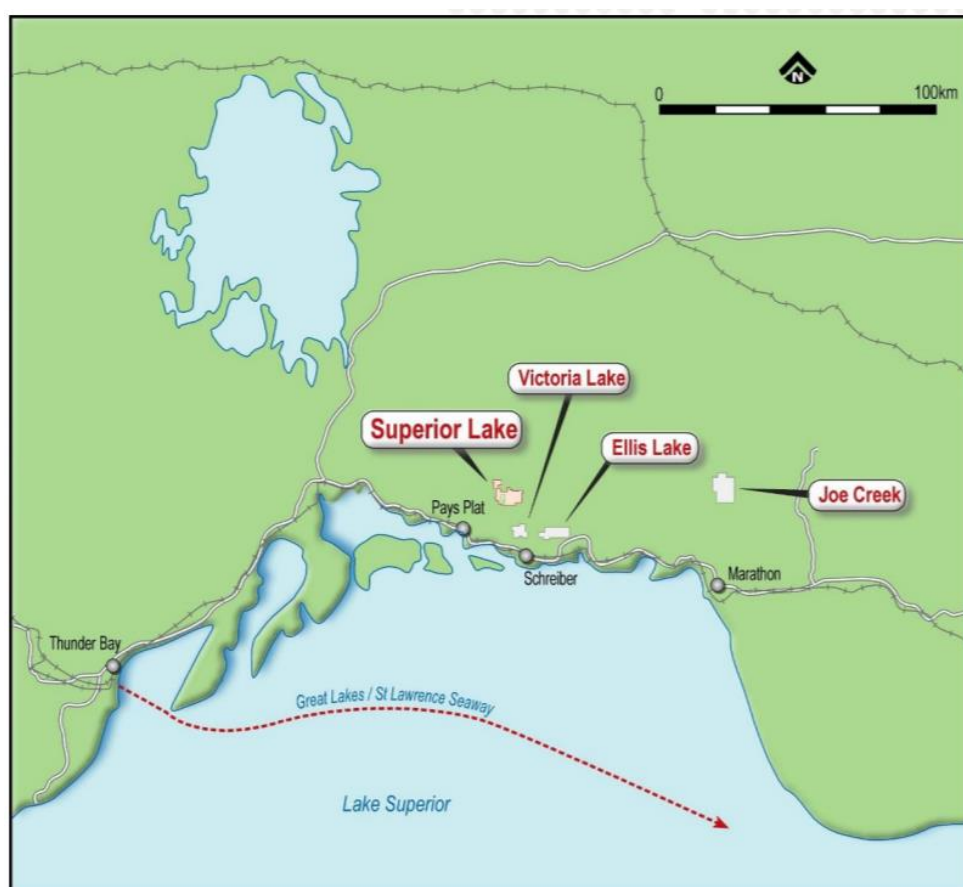 N
0 100km
Victoria Lake
Superior Lake
Ellis Lake
Joe Creek
Pays Plat
Schreiber
Marathon
Thunder Bay
Great Lakes / St Lawrence Seaway
Lake Superior